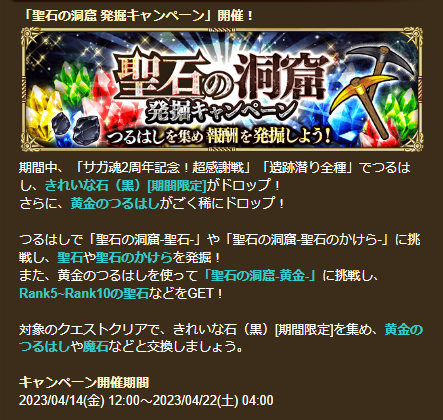 「聖石の洞窟 発掘キャンペーン」開催！
聖石の洞窟
発掘キャンペーン
つるはしを集め 報酬を発掘しよう！
期間中、「サガ魂2周年記念！超感謝戦」「遺跡潜り全種」でつるは
し、きれいな石（黒）[期間限定]がドロップ！
さらに、黄金のつるはしがごく稀にドロップ！
つるはしで「聖石の洞窟-聖石-」や「聖石の洞窟-聖石のかけら-」に挑
戦し、聖石や聖石のかけらを発掘！
また、黄金のつるはしを使って「聖石の洞窟-黄金-」に挑戦し、
Rank5~Rank10の聖石などをGET！
対象のクエストクリアで、きれいな石（黒）[期間限定]を集め、黄金の
つるはしや魔石などと交換しましょう。
キャンペーン開催期間
2023/04/14(金) 12:00～2023/04/22(土) 04:00